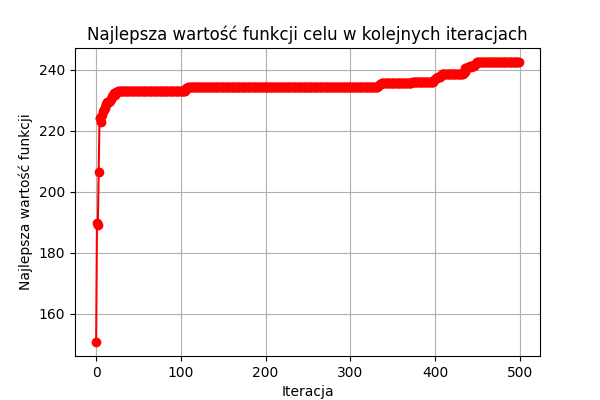 Najlepsza wartość funkcji celu w kolejnych iteracjach
Najlepsza wartość funkcji
240
220
200
180
160
0 100 200 300 400 500
Iteracja